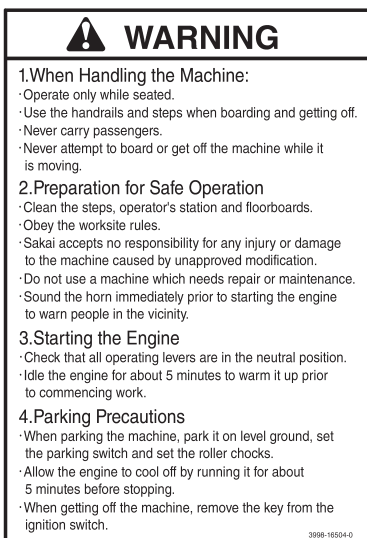 WARNING
1.When Handling the Machine:
·Operate only while seated.
·Use the handrails and steps when boarding and getting off.
·Never carry passengers.
·Never attempt to board or get off the machine while it
is moving.
2.Preparation for Safe Operation
·Clean the steps, operator's station and floorboards.
·Obey the worksite rules.
·Sakai accepts no responsibility for any injury or damage
to the machine caused by unapproved modification.
·Do not use a machine which needs repair or maintenance.
·Sound the horn immediately prior to starting the engine
to warn people in the vicinity.
3.Starting the Engine
·Check that all operating levers are in the neutral position.
·Idle the engine for about 5 minutes to warm it up prior
to commencing work.
4.Parking Precautions
·When parking the machine, park it on level ground, set
the parking switch and set the roller chocks.
·Allow the engine to cool off by running it for about
5 minutes before stopping.
·When getting off the machine, remove the key from the
ignition switch.
3998-16504-0